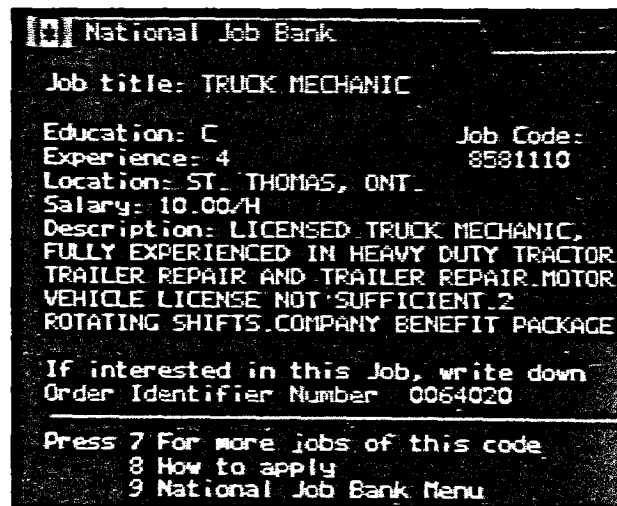 National Job Bank
Job title: TRUCK MECHANIC
Education: C Job Code:
Experience: 4 8581110
Location: ST. THOMAS, ONT.
Salary: 10.00/H
Description: LICENSED TRUCK MECHANIC,
FULLY EXPERIENCED IN HEAVY DUTY TRACTOR
TRAILER REPAIR AND TRAILER REPAIR.MOTOR
VEHICLE LICENSE NOT SUFFICIENT.2
ROTATING SHIFTS.COMPANY BENEFIT PACKAGE
If interested in this Job, write down
Order Identifier Number 0064020
Press 7 For more jobs of this code
8 How to apply
9 National Job Bank Menu